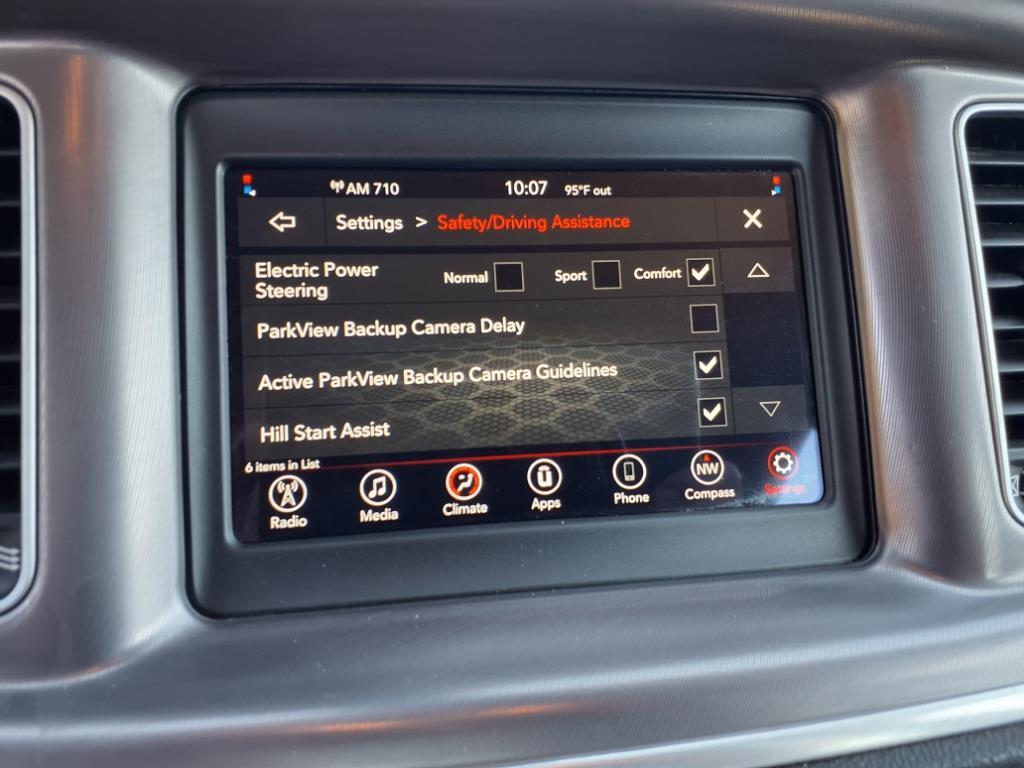 AM 710 10:07 95°F out
Settings > Safety/Driving Assistance X
Electric Power Steering Normal Sport Comfort
ParkView Backup Camera Delay
Active ParkView Backup Camera Guidelines
Hill Start Assist
6 items in List
Radio Media Climate Apps Phone NW Compass Settings